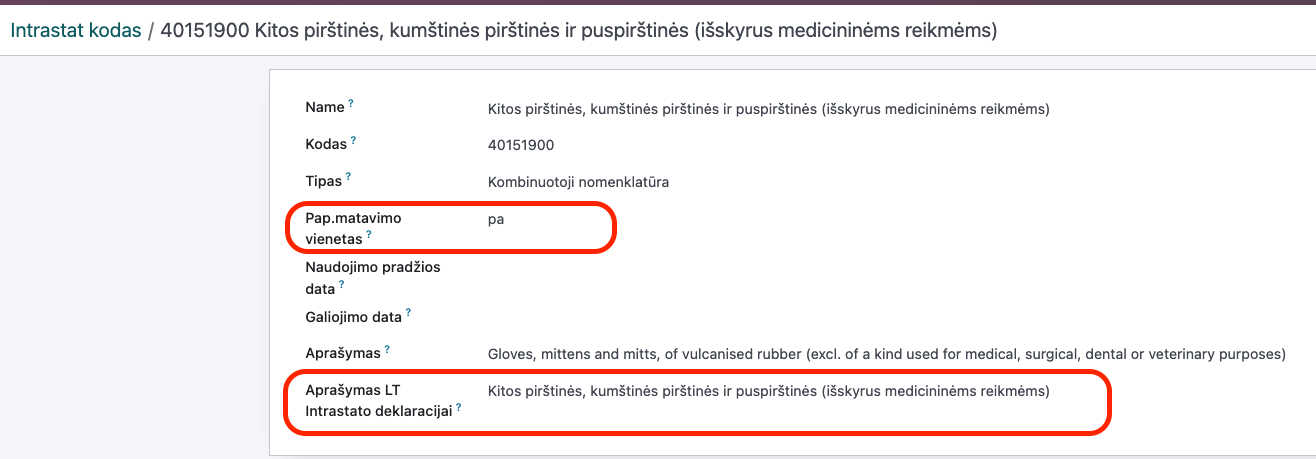 Intrastat kodas / 40151900 Kitos pirštinės, kumštinės pirštinės ir puspirštinės (išskyrus medicininėms reikmėms)
Name ? Kitos pirštinės, kumštinės pirštinės ir puspirštinės (išskyrus medicininėms reikmėms)
Kodas ? 40151900
Tipas ? Kombinuotoji nomenklatūra
Pap.matavimo pa
vienetas ?
Naudojimo pradžios
data ?
Galiojimo data ?
Aprašymas ? Gloves, mittens and mitts, of vulcanised rubber (excl. of a kind used for medical, surgical, dental or veterinary purposes)
Aprašymas LT Kitos pirštinės, kumštinės pirštinės ir puspirštinės (išskyrus medicininėms reikmėms)
Intrastato deklaracijai ?